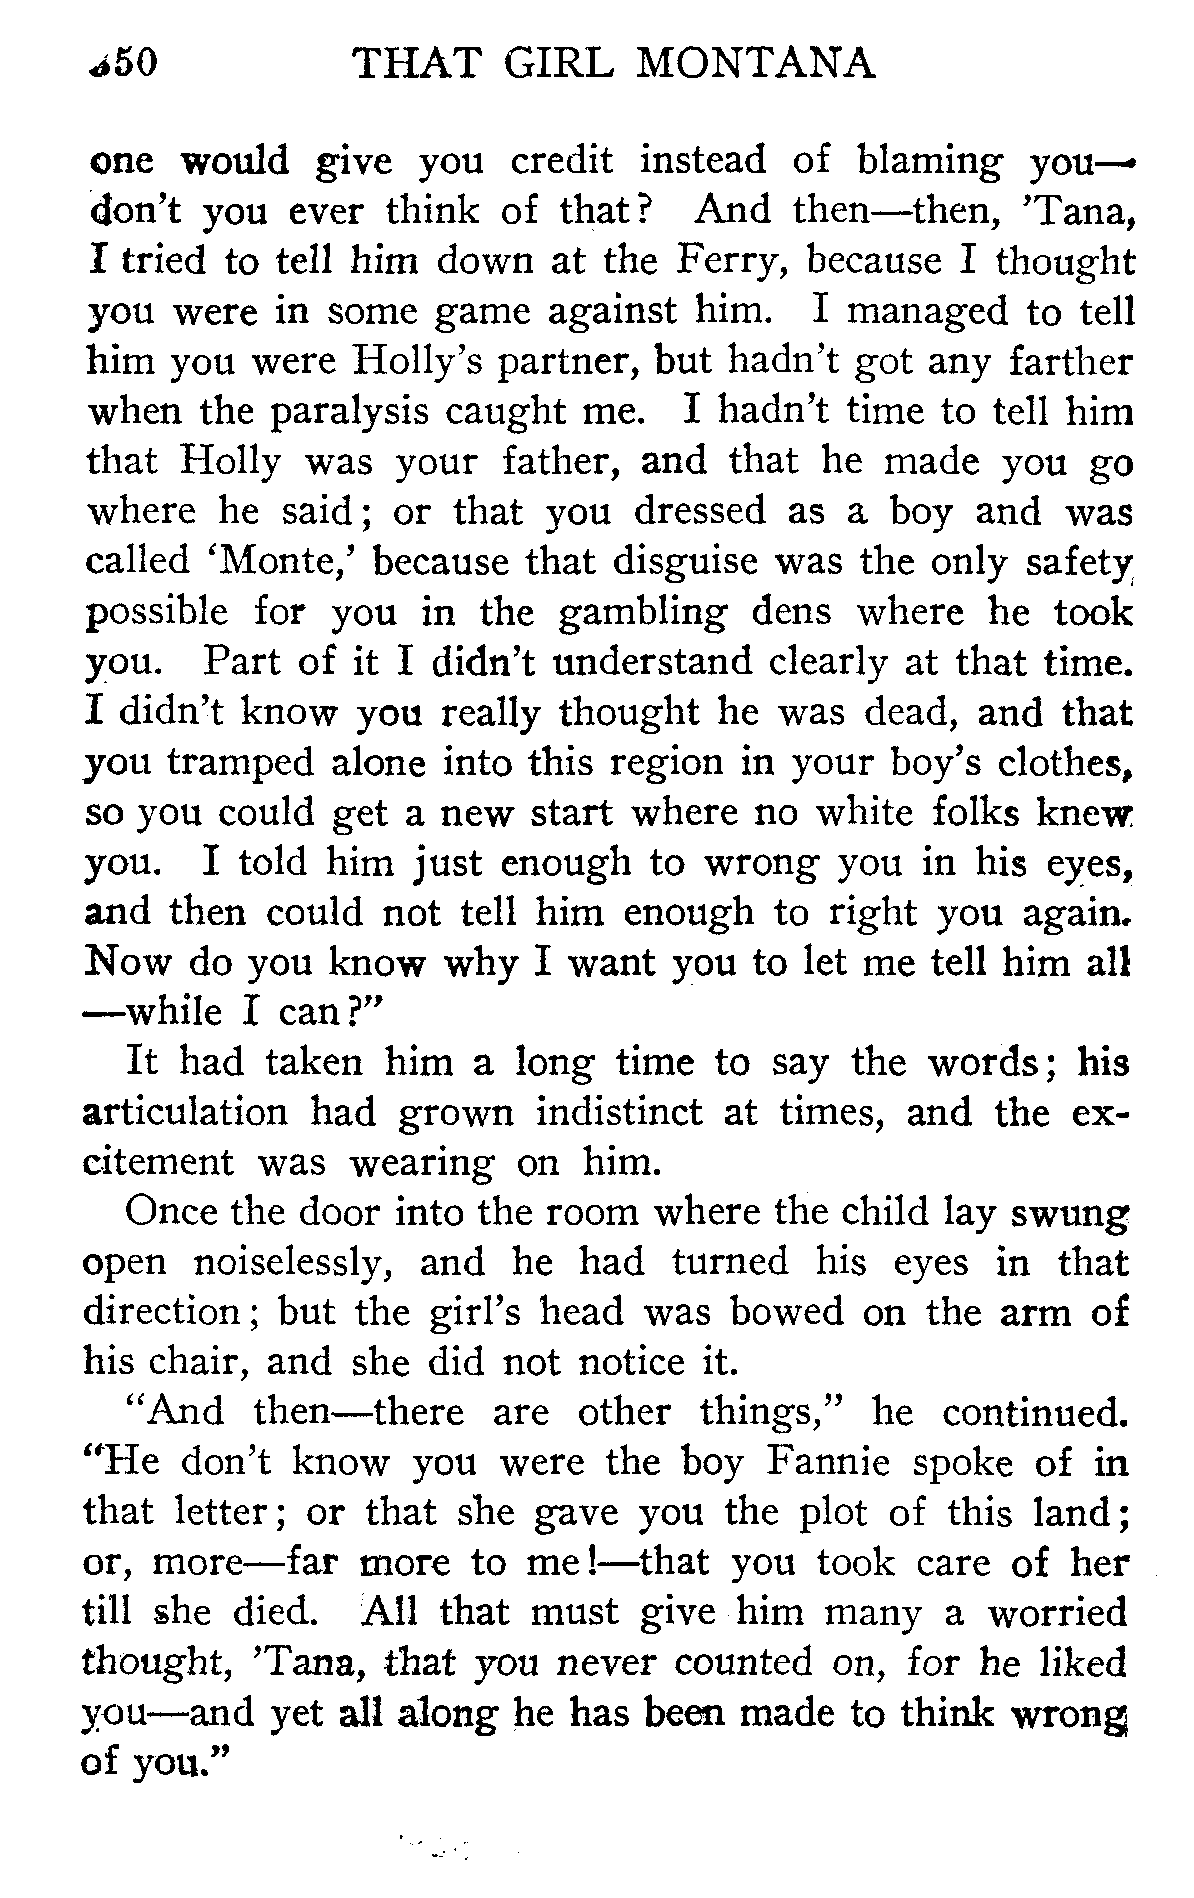 250 THAT GIRL MONTANA
one would give you credit instead of blaming you—
don't you ever think of that? And then—then, 'Tana,
I tried to tell him down at the Ferry, because I thought
you were in some game against him. I managed to tell
him you were Holly's partner, but hadn't got any farther
when the paralysis caught me. I hadn't time to tell him
that Holly was your father, and that he made you go
where he said; or that you dressed as a boy and was
called 'Monte,' because that disguise was the only safety
possible for you in the gambling dens where he took
you. Part of it I didn't understand clearly at that time.
I didn't know you really thought he was dead, and that
you tramped alone into this region in your boy's clothes,
so you could get a new start where no white folks knew
you. I told him just enough to wrong you in his eyes,
and then could not tell him enough to right you again.
Now do you know why I want you to let me tell him all
—while I can?"
It had taken him a long time to say the words; his
articulation had grown indistinct at times, and the ex-
citement was wearing on him.
Once the door into the room where the child lay swung
open noiselessly, and he had turned his eyes in that
direction; but the girl's head was bowed on the arm of
his chair, and she did not notice it.
"And then—there are other things," he continued.
"He don't know you were the boy Fannie spoke of in
that letter; or that she gave you the plot of this land;
or, more—far more to me!—that you took care of her
till she died. All that must give him many a worried
thought, 'Tana, that you never counted on, for he liked
you—and yet all along he has been made to think wrong
of you."